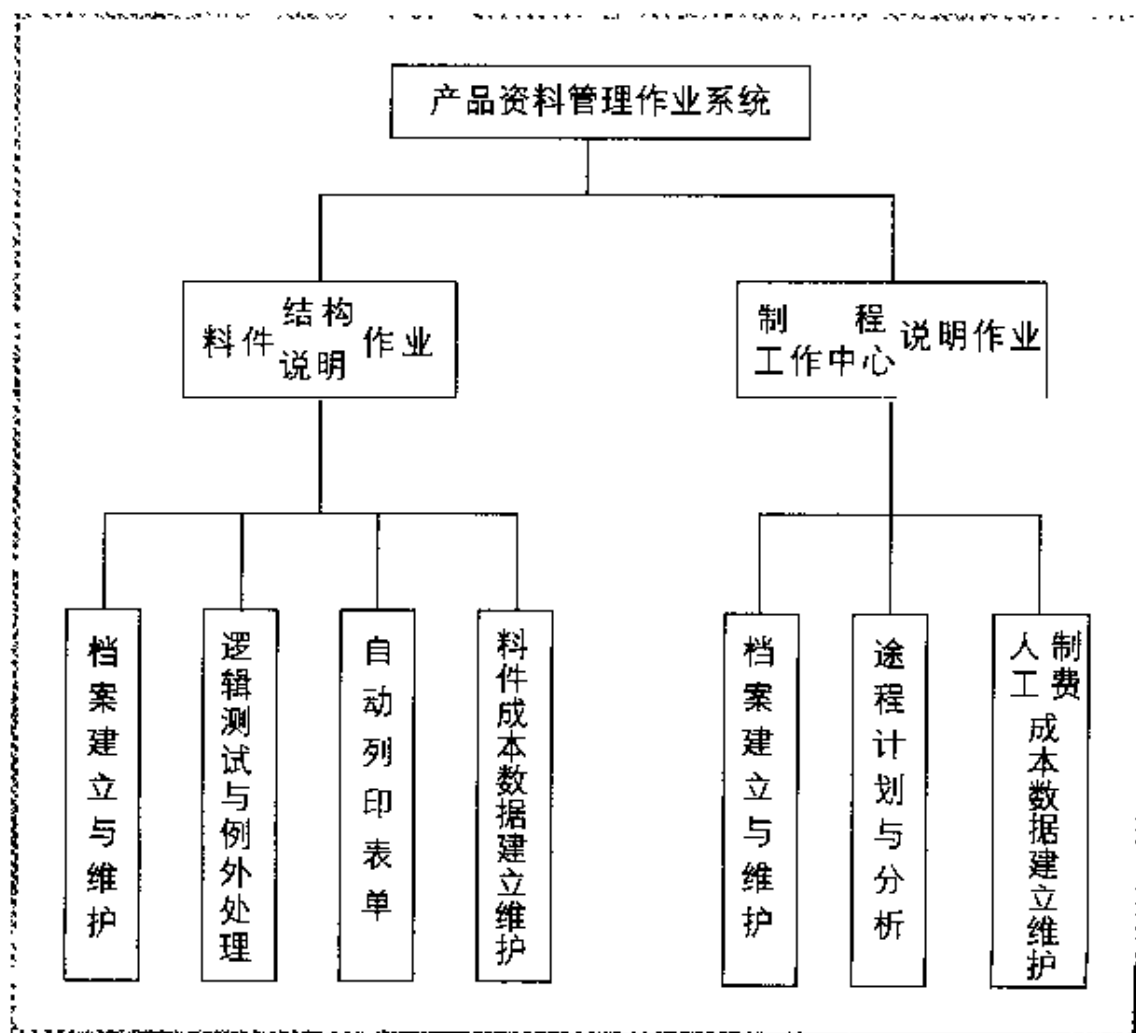 产品资料管理作业系统
料件结构说明作业
制程工作中心说明作业
档案建立与维护
逻辑测试与例外处理
自动列印表单
料件成本数据建立维护
档案建立与维护
途程计划与分析
人工制费成本数据建立维护